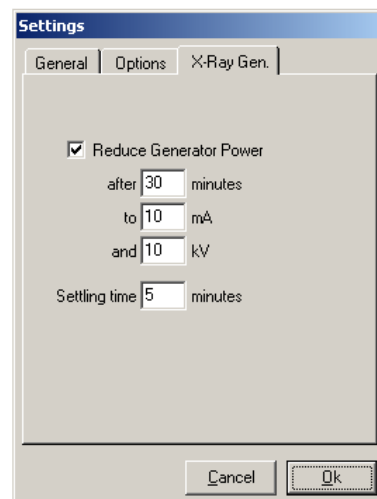 Settings
General Options X-Ray Gen.
Reduce Generator Power
after 30 minutes
to 10 mA
and 10 kV
Settling time 5 minutes
Cancel Ok